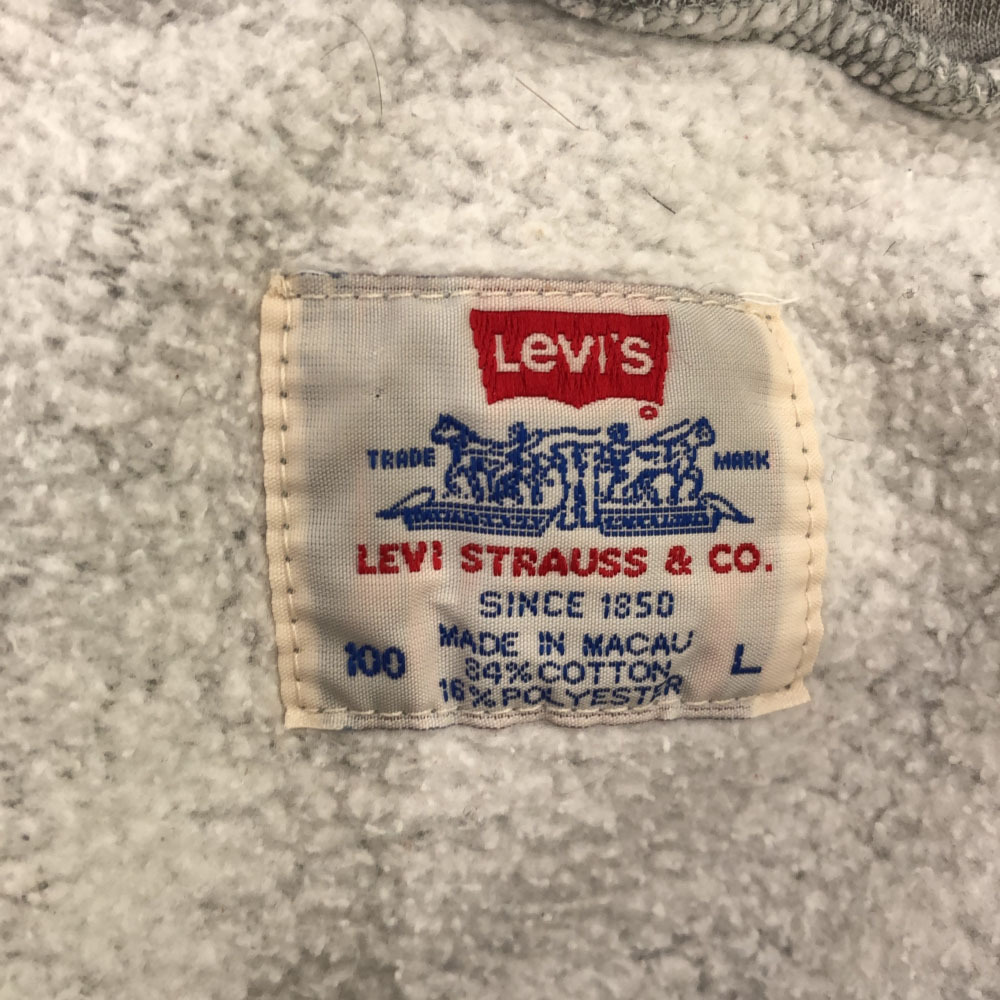 LEVI'S
®
TRADE MARK
LEVI STRAUSS & CO.
SINCE 1850
MADE IN MACAU
100 84% COTTON L
16% POLYESTER